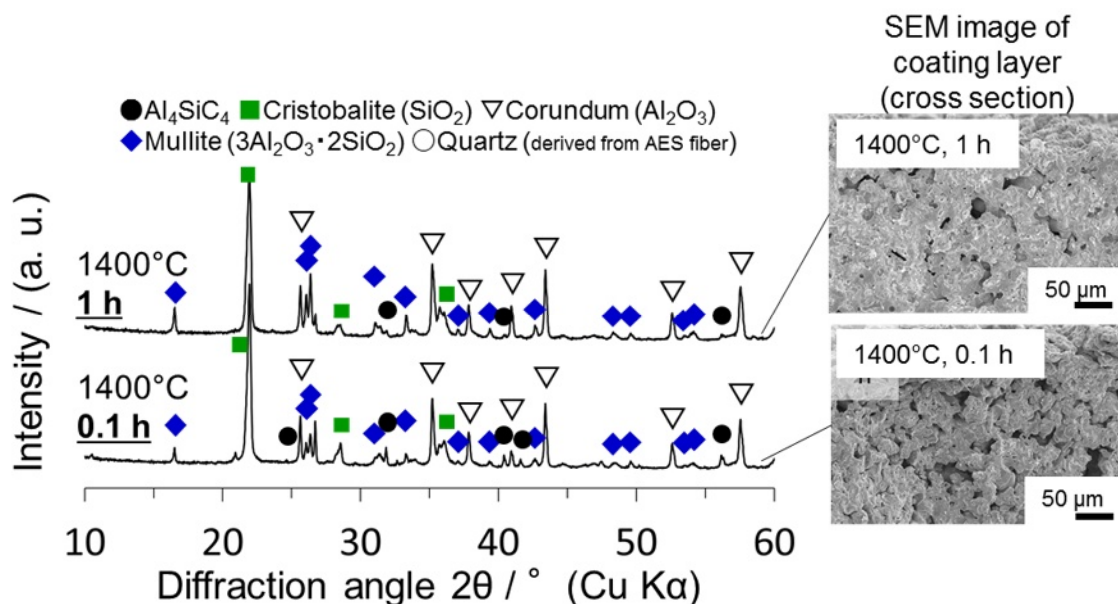 SEM image of
coating layer
(cross section)
Al₄SiC₄ Cristobalite (SiO₂) Corundum (Al₂O₃)
Mullite (3Al₂O₃・2SiO₂) Quartz (derived from AES fiber)
1400°C, 1 h
50 µm
1400°C
1 h
1400°C, 0.1 h
50 µm
1400°C
0.1 h
Intensity / (a. u.)
10 20 30 40 50 60
Diffraction angle 2θ / ° (Cu Kα)